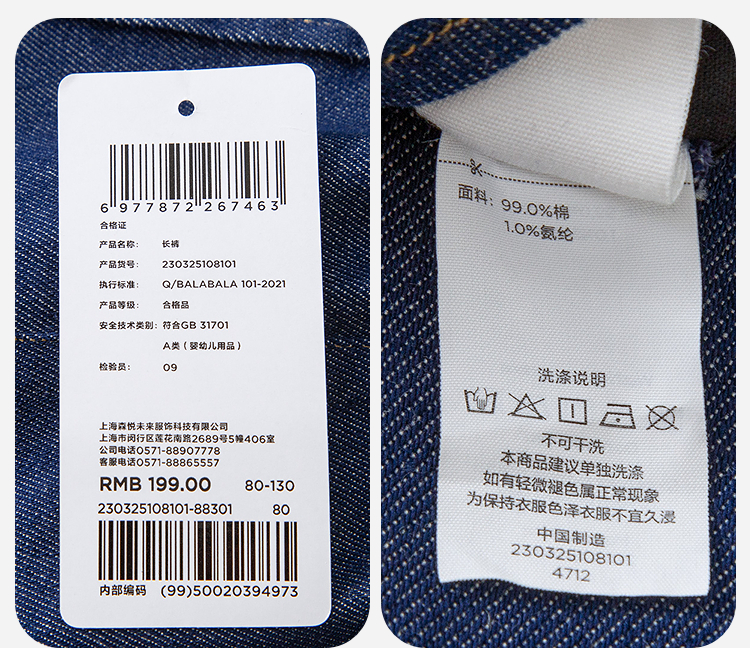 6 977872 267463
合格证
产品名称: 长裤
产品货号: 230325108101
执行标准: Q/BALABALA 101-2021
产品等级: 合格品
安全技术类别: 符合GB 31701
A类（婴幼儿用品）
检验员: 09
上海森悦未来服饰科技有限公司
上海市闵行区莲花南路2689号5幢406室
公司电话0571-88907778
客服电话0571-88865557
RMB 199.00 80-130
230325108101-88301 80
内部编码 (99)50020394973
面料: 99.0%棉
1.0%氨纶
洗涤说明
不可干洗
本商品建议单独洗涤
如有轻微褪色属正常现象
为保持衣服色泽衣服不宜久浸
中国制造
230325108101
4712